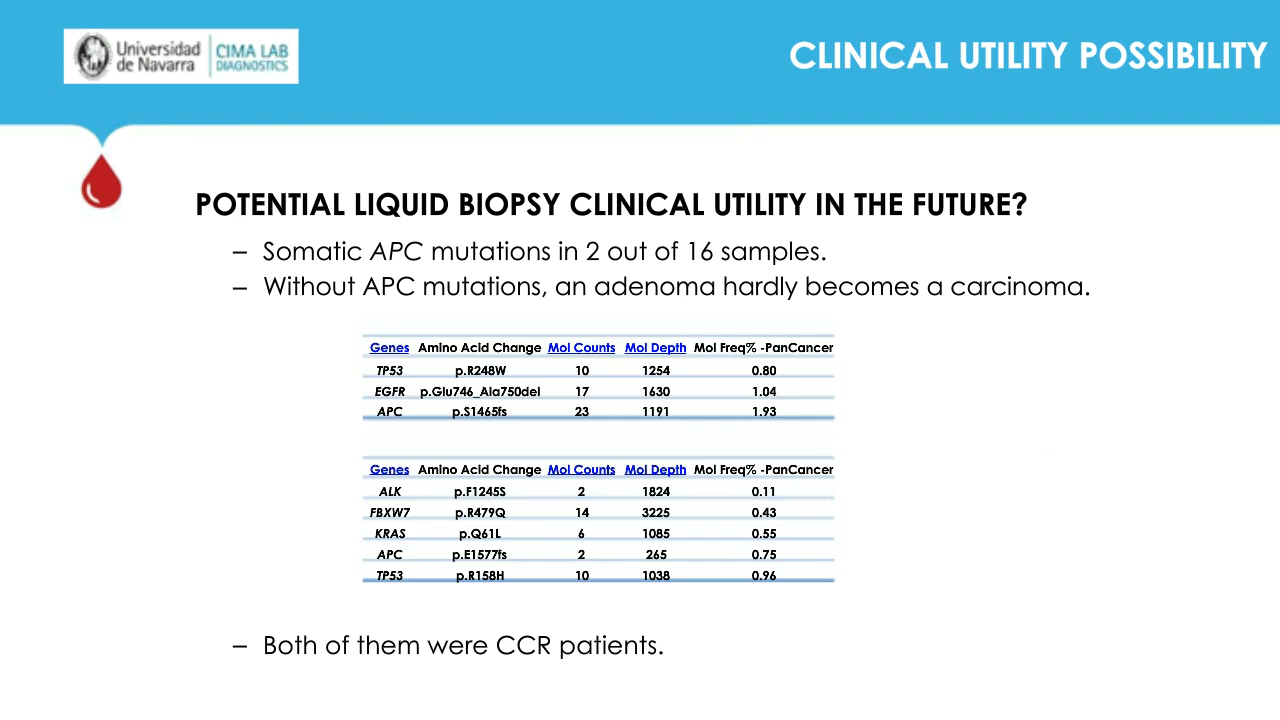 Universidad
de Navarra
CIMA LAB
DIAGNOSTICS
CLINICAL UTILITY POSSIBILITY
POTENTIAL LIQUID BIOPSY CLINICAL UTILITY IN THE FUTURE?
– Somatic APC mutations in 2 out of 16 samples.
– Without APC mutations, an adenoma hardly becomes a carcinoma.
Genes Amino Acid Change Mol Counts Mol Depth Mol Freq% -PanCancer
TP53 p.R248W 10 1254 0.80
EGFR p.Glu746_Ala750del 17 1630 1.04
APC p.S1465fs 23 1191 1.93
Genes Amino Acid Change Mol Counts Mol Depth Mol Freq% -PanCancer
ALK p.F1245S 2 1824 0.11
FBXW7 p.R479Q 14 3225 0.43
KRAS p.Q61L 6 1085 0.55
APC p.E1577fs 2 265 0.75
TP53 p.R158H 10 1038 0.96
– Both of them were CCR patients.